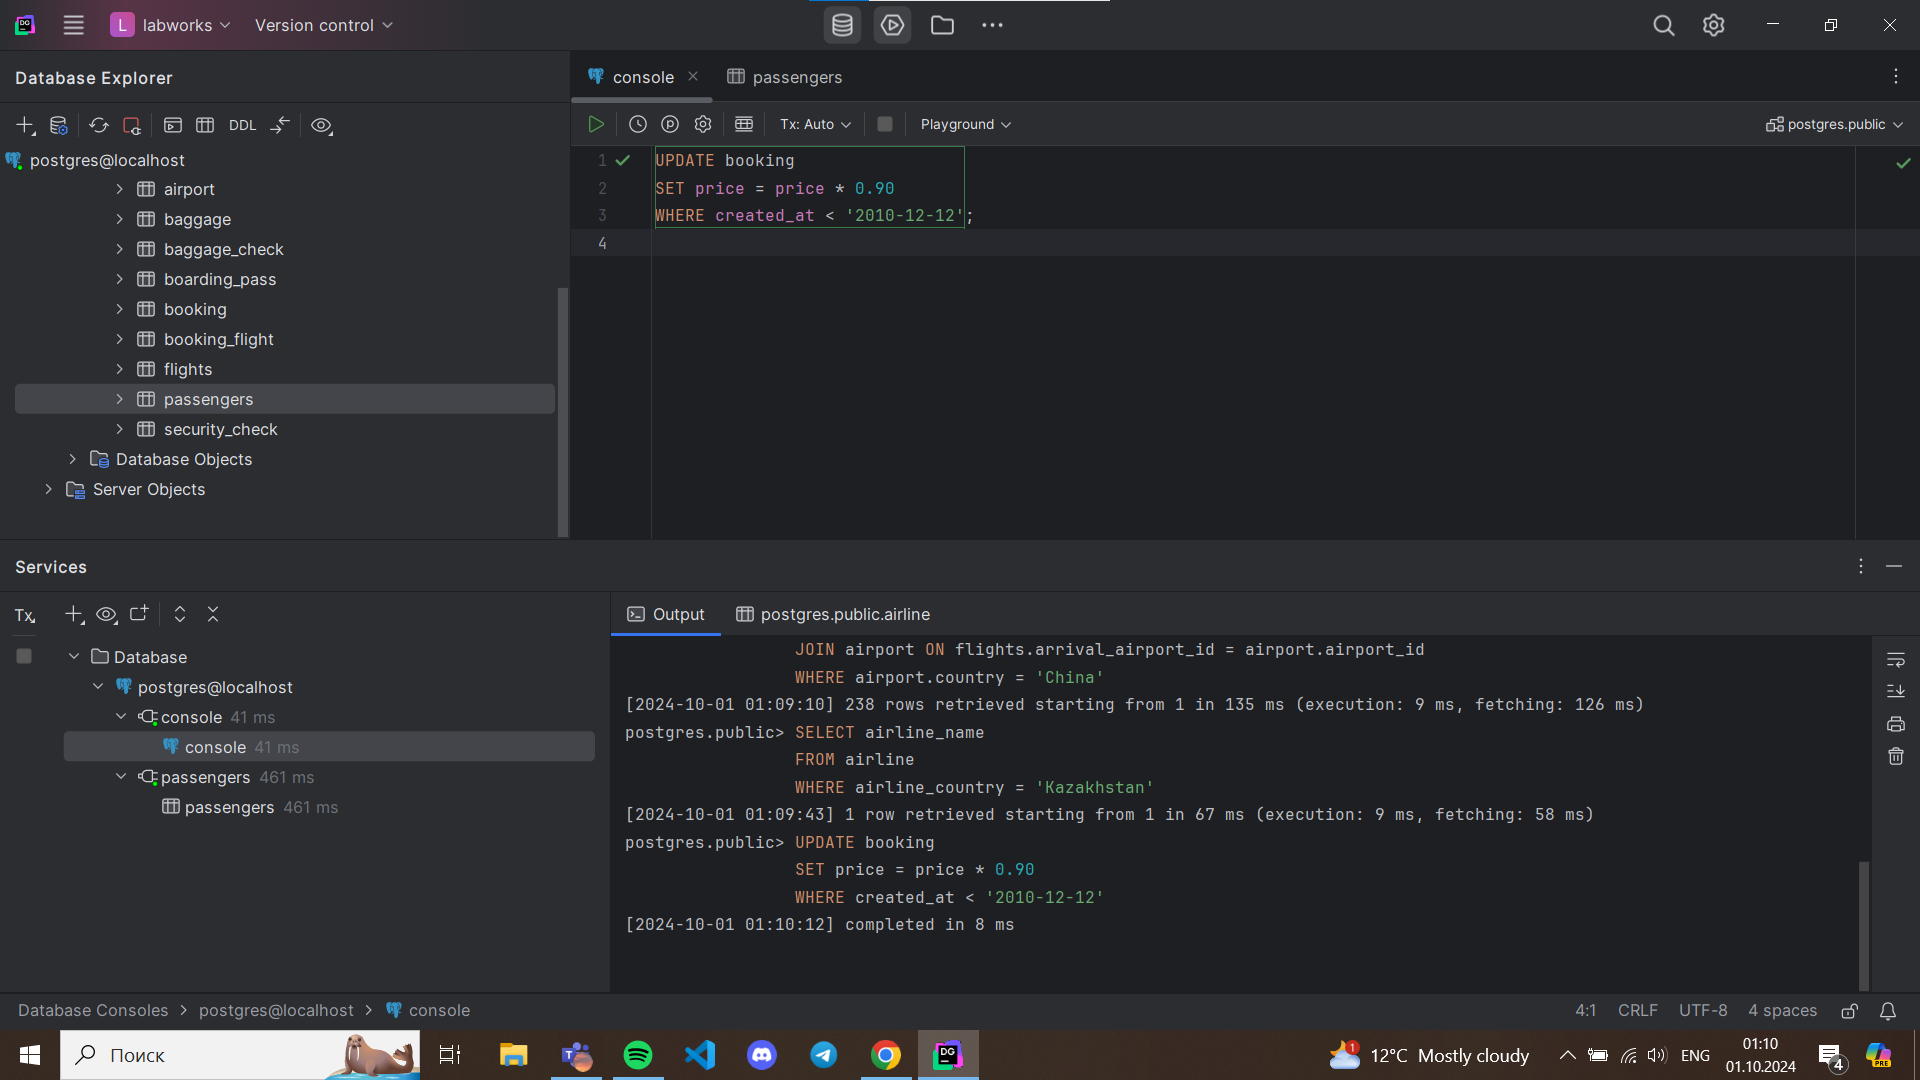 L labworks Version control
Database Explorer
console passengers
DDL
Tx: Auto Playground postgres.public
postgres@localhost
airport
baggage
baggage_check
boarding_pass
booking
booking_flight
flights
passengers
security_check
Database Objects
Server Objects
1 UPDATE booking
2 SET price = price * 0.90
3 WHERE created_at < '2010-12-12';
4
Services
Tx
Database
postgres@localhost
console 41 ms
console 41 ms
passengers 461 ms
passengers 461 ms
Output postgres.public.airline
JOIN airport ON flights.arrival_airport_id = airport.airport_id
WHERE airport.country = 'China'
[2024-10-01 01:09:10] 238 rows retrieved starting from 1 in 135 ms (execution: 9 ms, fetching: 126 ms)
postgres.public> SELECT airline_name
FROM airline
WHERE airline_country = 'Kazakhstan'
[2024-10-01 01:09:43] 1 row retrieved starting from 1 in 67 ms (execution: 9 ms, fetching: 58 ms)
postgres.public> UPDATE booking
SET price = price * 0.90
WHERE created_at < '2010-12-12'
[2024-10-01 01:10:12] completed in 8 ms
Database Consoles > postgres@localhost > console
4:1 CRLF UTF-8 4 spaces
Поиск
DG
1
12°C Mostly cloudy
ENG
01:10
01.10.2024
4
PRE